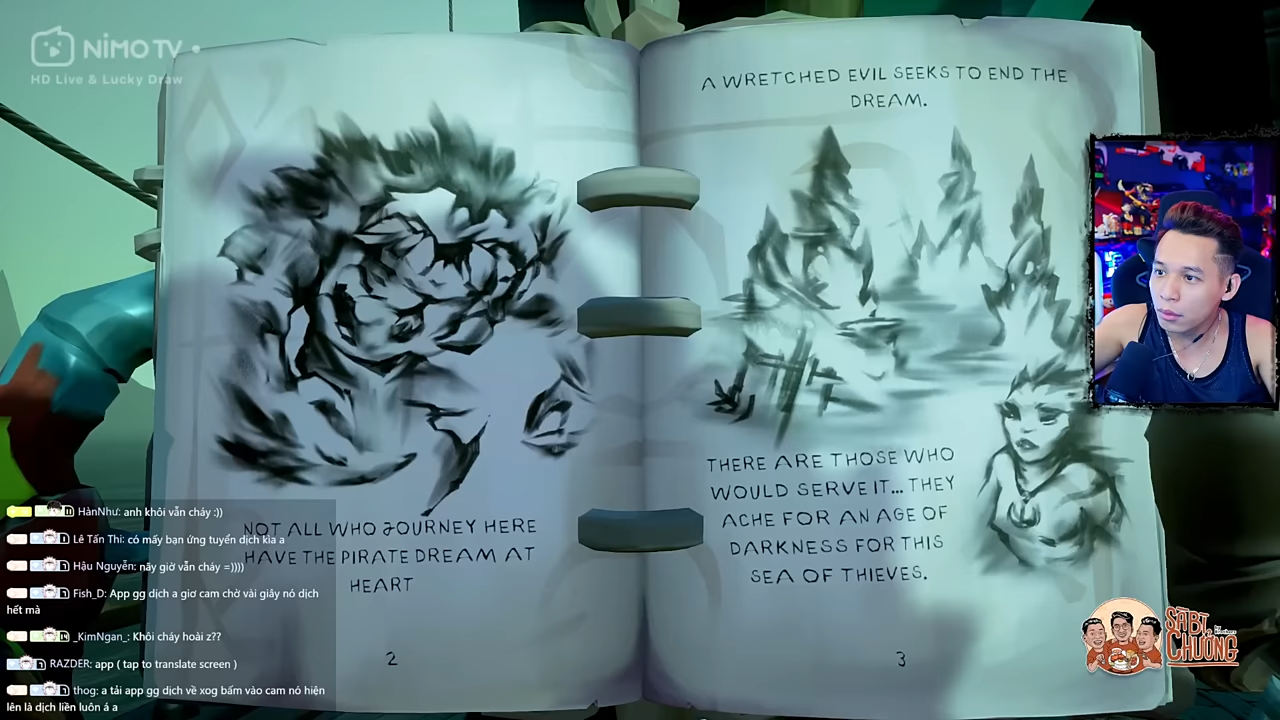 NIMO TV
HD Live & Lucky Draw
NOT ALL WHO JOURNEY HERE
HAVE THE PIRATE DREAM AT
HEART
2
A WRETCHED EVIL SEEKS TO END THE
DREAM.
THERE ARE THOSE WHO
WOULD SERVE IT... THEY
ACHE FOR AN AGE OF
DARKNESS FOR THIS
SEA OF THIEVES.
3
HànNhư: anh khôi vẫn cháy :))
Lê Tấn Thi: có mấy bạn ứng tuyển dịch kìa a
Hậu Nguyễn: nãy giờ vẫn cháy =))))
Fish_D: App gg dịch a giơ cam chờ vài giây nó dịch
hết mà
_KimNgan_: Khôi cháy hoài z??
RAZDER: app ( tap to translate screen )
thog: a tải app gg dịch về xog bấm vào cam nó hiện
lên là dịch liền luôn á a
SÀBÌ
CHƯỞNG